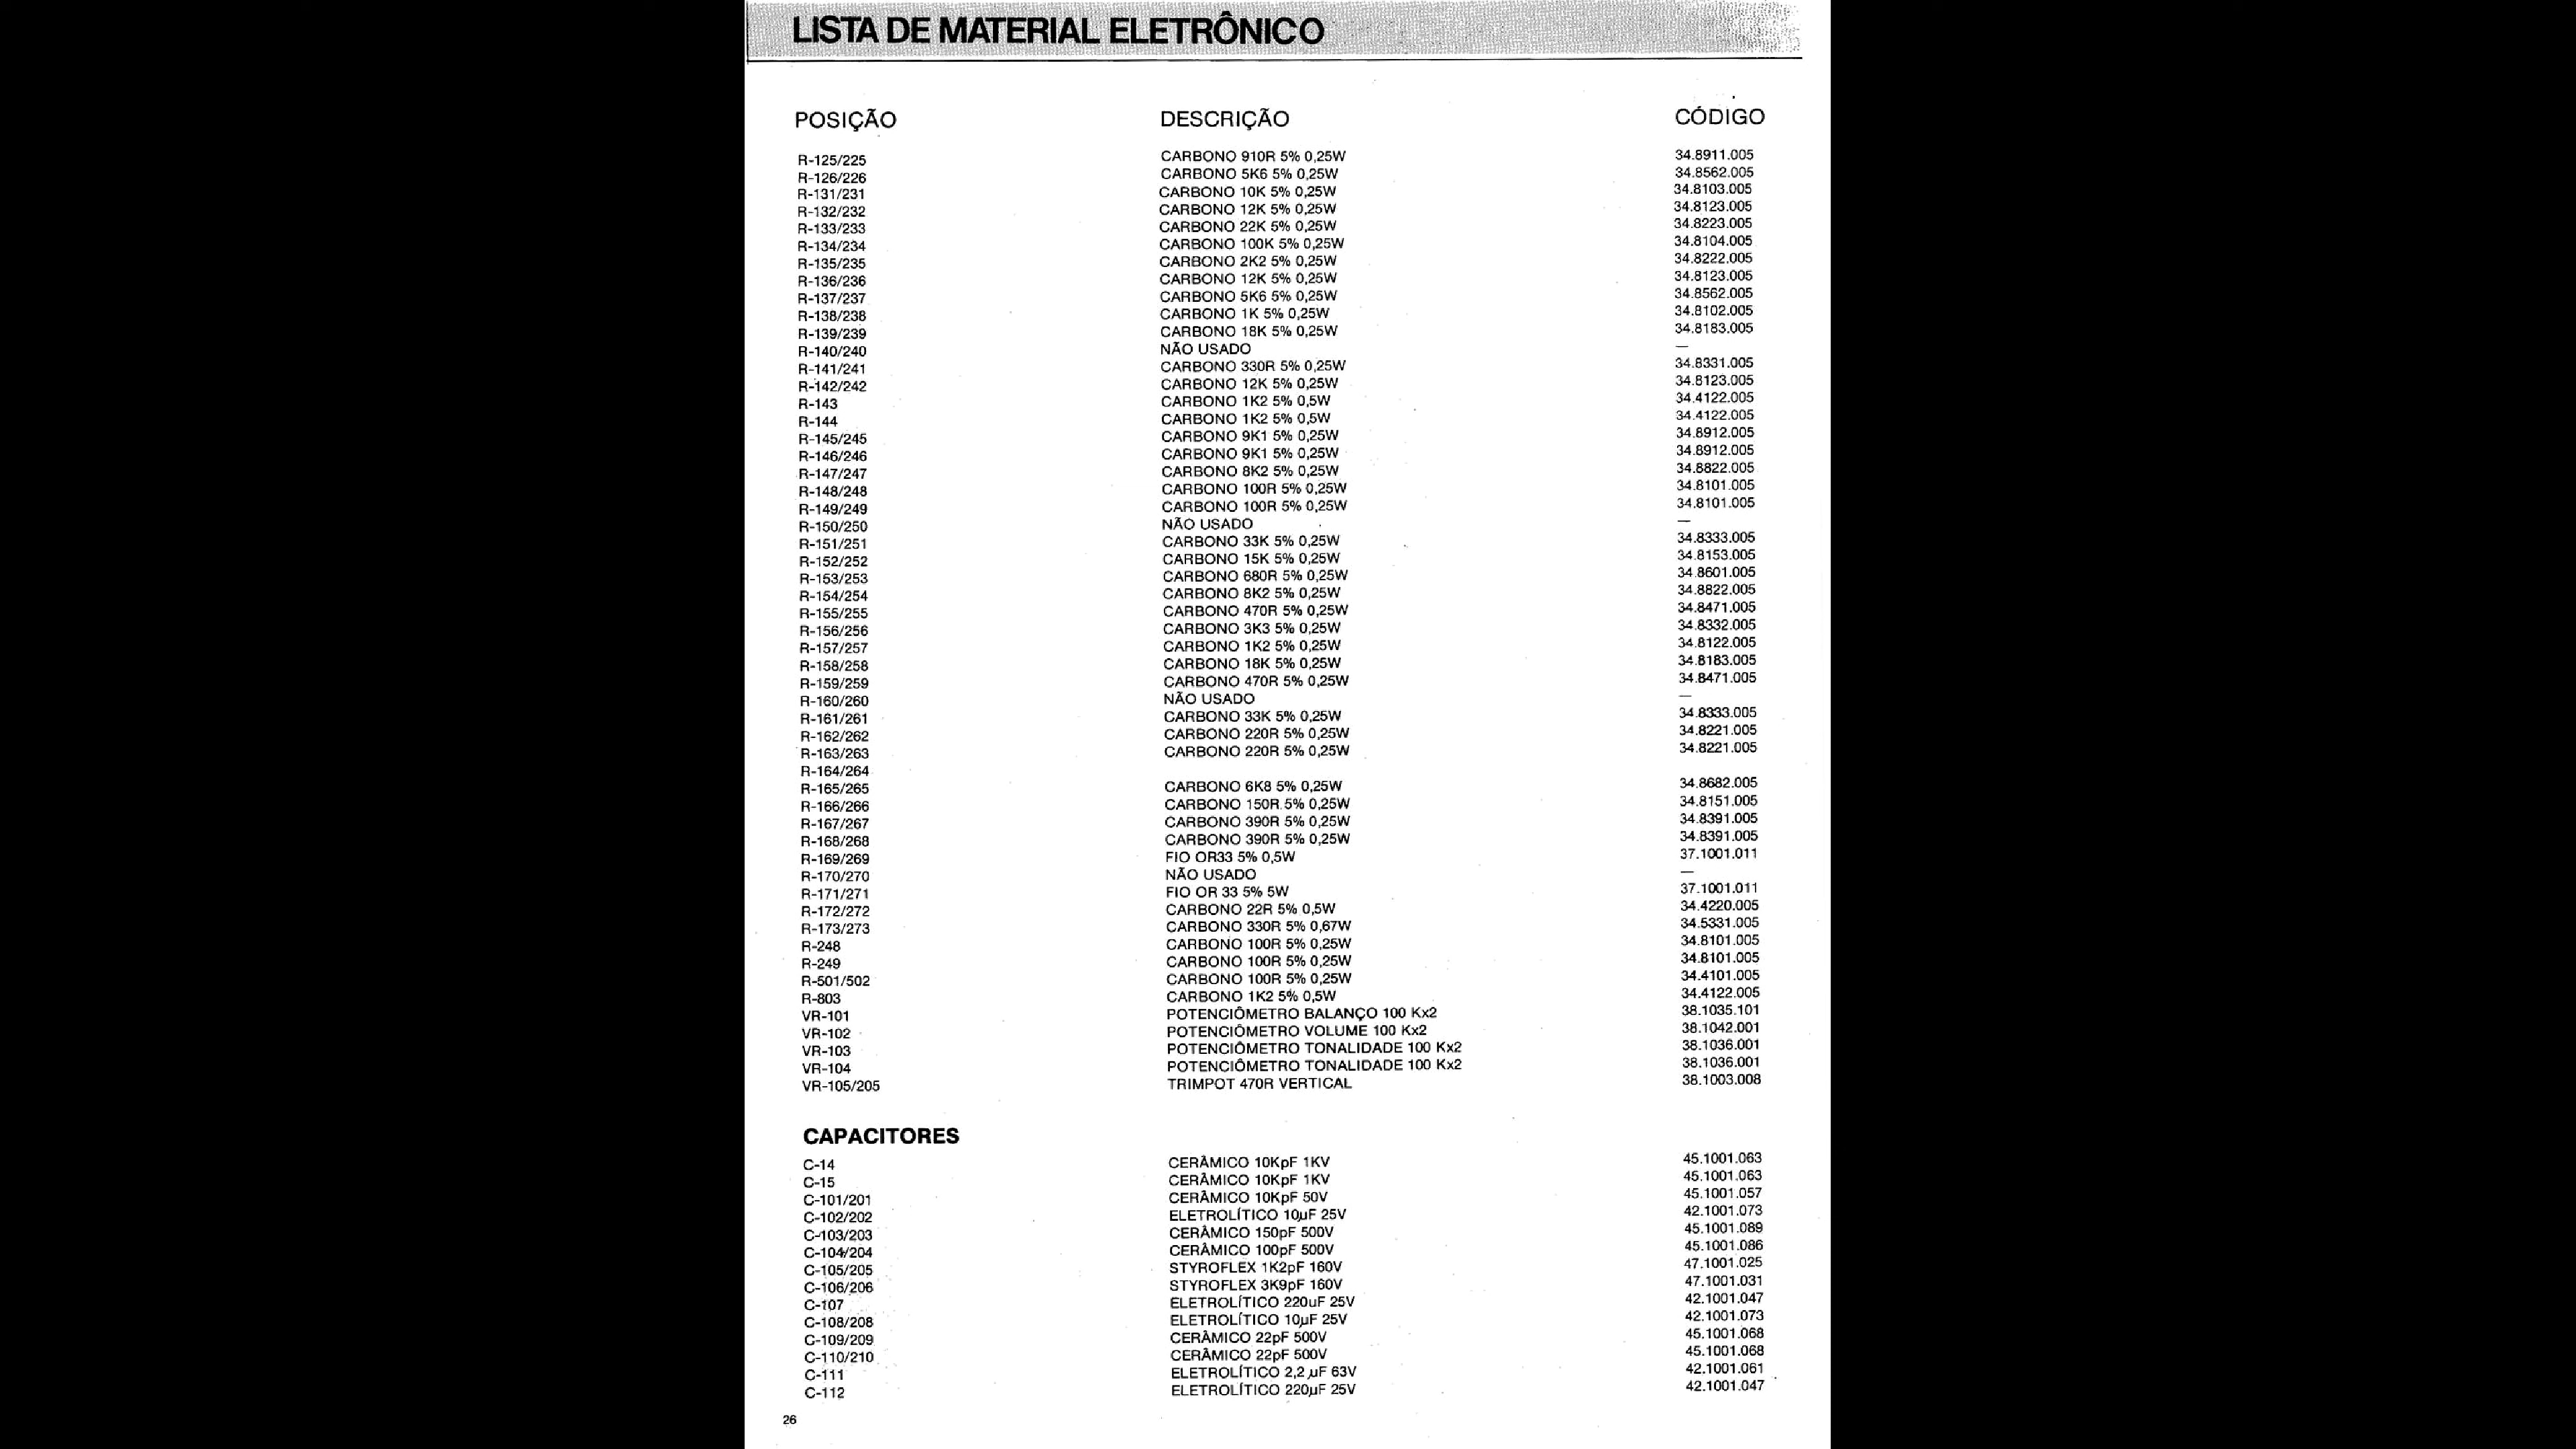 LISTA DE MATERIAL ELETRÔNICO
POSIÇÃO DESCRIÇÃO CÓDIGO
R-125/225 CARBONO 910R 5% 0,25W 34.8911.005
R-126/226 CARBONO 5K6 5% 0,25W 34.8562.005
R-131/231 CARBONO 10K 5% 0,25W 34.8103.005
R-132/232 CARBONO 12K 5% 0,25W 34.8123.005
R-133/233 CARBONO 22K 5% 0,25W 34.8223.005
R-134/234 CARBONO 100K 5% 0,25W 34.8104.005
R-135/235 CARBONO 2K2 5% 0,25W 34.8222.005
R-136/236 CARBONO 12K 5% 0,25W 34.8123.005
R-137/237 CARBONO 5K6 5% 0,25W 34.8562.005
R-138/238 CARBONO 1K 5% 0,25W 34.8102.005
R-139/239 CARBONO 18K 5% 0,25W 34.8183.005
R-140/240 NÃO USADO —
R-141/241 CARBONO 330R 5% 0,25W 34.8331.005
R-142/242 CARBONO 12K 5% 0,25W 34.8123.005
R-143 CARBONO 1K2 5% 0,5W 34.4122.005
R-144 CARBONO 1K2 5% 0,5W 34.4122.005
R-145/245 CARBONO 9K1 5% 0,25W 34.8912.005
R-146/246 CARBONO 9K1 5% 0,25W 34.8912.005
R-147/247 CARBONO 8K2 5% 0,25W 34.8822.005
R-148/248 CARBONO 100R 5% 0,25W 34.8101.005
R-149/249 CARBONO 100R 5% 0,25W 34.8101.005
R-150/250 NÃO USADO —
R-151/251 CARBONO 33K 5% 0,25W 34.8333.005
R-152/252 CARBONO 15K 5% 0,25W 34.8153.005
R-153/253 CARBONO 680R 5% 0,25W 34.8601.005
R-154/254 CARBONO 8K2 5% 0,25W 34.8822.005
R-155/255 CARBONO 470R 5% 0,25W 34.8471.005
R-156/256 CARBONO 3K3 5% 0,25W 34.8332.005
R-157/257 CARBONO 1K2 5% 0,25W 34.8122.005
R-158/258 CARBONO 18K 5% 0,25W 34.8183.005
R-159/259 CARBONO 470R 5% 0,25W 34.8471.005
R-160/260 NÃO USADO —
R-161/261 CARBONO 33K 5% 0,25W 34.8333.005
R-162/262 CARBONO 220R 5% 0,25W 34.8221.005
R-163/263 CARBONO 220R 5% 0,25W 34.8221.005
R-164/264
R-165/265 CARBONO 6K8 5% 0,25W 34.8682.005
R-166/266 CARBONO 150R 5% 0,25W 34.8151.005
R-167/267 CARBONO 390R 5% 0,25W 34.8391.005
R-168/268 CARBONO 390R 5% 0,25W 34.8391.005
R-169/269 FIO OR33 5% 0,5W 37.1001.011
R-170/270 NÃO USADO —
R-171/271 FIO OR 33 5% 5W 37.1001.011
R-172/272 CARBONO 22R 5% 0,5W 34.4220.005
R-173/273 CARBONO 330R 5% 0,67W 34.5331.005
R-248 CARBONO 100R 5% 0,25W 34.8101.005
R-249 CARBONO 100R 5% 0,25W 34.8101.005
R-501/502 CARBONO 100R 5% 0,25W 34.4101.005
R-803 CARBONO 1K2 5% 0,5W 34.4122.005
VR-101 POTENCIÔMETRO BALANÇO 100 Kx2 38.1035.101
VR-102 POTENCIÔMETRO VOLUME 100 Kx2 38.1042.001
VR-103 POTENCIÔMETRO TONALIDADE 100 Kx2 38.1036.001
VR-104 POTENCIÔMETRO TONALIDADE 100 Kx2 38.1036.001
VR-105/205 TRIMPOT 470R VERTICAL 38.1003.008
CAPACITORES
C-14 CERÂMICO 10KpF 1KV 45.1001.063
C-15 CERÂMICO 10KpF 1KV 45.1001.063
C-101/201 CERÂMICO 10KpF 50V 45.1001.057
C-102/202 ELETROLÍTICO 10µF 25V 42.1001.073
C-103/203 CERÂMICO 150pF 500V 45.1001.089
C-104/204 CERÂMICO 100pF 500V 45.1001.086
C-105/205 STYROFLEX 1K2pF 160V 47.1001.025
C-106/206 STYROFLEX 3K9pF 160V 47.1001.031
C-107 ELETROLÍTICO 220uF 25V 42.1001.047
C-108/208 ELETROLÍTICO 10µF 25V 42.1001.073
C-109/209 CERÂMICO 22pF 500V 45.1001.068
C-110/210 CERÂMICO 22pF 500V 45.1001.068
C-111 ELETROLÍTICO 2,2 µF 63V 42.1001.061
C-112 ELETROLÍTICO 220µF 25V 42.1001.047
26